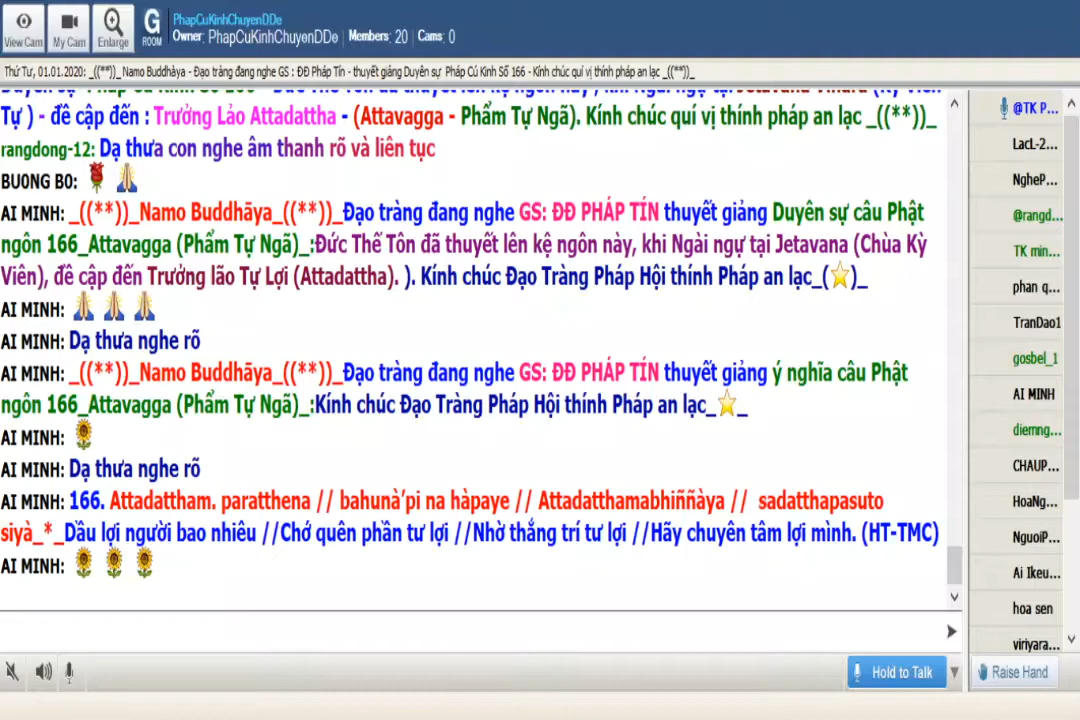 View Cam
My Cam
Enlarge
G
ROOM
PhapCuKinhChuyenDDe
Owner: PhapCuKinhChuyenDDe Members: 20 Cams: 0
Thứ Tư, 01.01.2020: _((**))_ Namo Buddhàya - Đạo tràng đang nghe GS : ĐĐ Pháp Tín - thuyết giảng Duyên sự Pháp Cú Kinh Số 166 - Kính chúc quí vị thính pháp an lạc _((**))_
Tự ) - đề cập đến : Trưởng Lảo Attadattha - (Attavagga - Phẩm Tự Ngã). Kính chúc quí vị thính pháp an lạc _((**))_
rangdong-12: Dạ thưa con nghe âm thanh rõ và liên tục
BUONG BO: 🌹 🙏
AI MINH: _((**))_Namo Buddhāya_((**))_Đạo tràng đang nghe GS: ĐĐ PHÁP TÍN thuyết giảng Duyên sự câu Phật
ngôn 166_Attavagga (Phẩm Tự Ngã)_:Đức Thế Tôn đã thuyết lên kệ ngôn này, khi Ngài ngự tại Jetavana (Chùa Kỳ
Viên), đề cập đến Trưởng lão Tự Lợi (Attadattha). ). Kính chúc Đạo Tràng Pháp Hội thính Pháp an lạc_(⭐)_
AI MINH: 🙏 🙏 🙏
AI MINH: Dạ thưa nghe rõ
AI MINH: _((**))_Namo Buddhāya_((**))_Đạo tràng đang nghe GS: ĐĐ PHÁP TÍN thuyết giảng ý nghĩa câu Phật
ngôn 166_Attavagga (Phẩm Tự Ngã)_:Kính chúc Đạo Tràng Pháp Hội thính Pháp an lạc_⭐_
AI MINH: 🌻
AI MINH: Dạ thưa nghe rõ
AI MINH: 166. Attadattham. paratthena // bahunà’pi na hàpaye // Attadatthamabhiññàya // sadatthapasuto
siyà_*_Dầu lợi người bao nhiêu //Chớ quên phần tư lợi //Nhờ thắng trí tư lợi //Hãy chuyên tâm lợi mình. (HT-TMC)
AI MINH: 🌻 🌻 🌻
@TK P...
LacL-2...
NgheP...
@rangd...
TK min...
phan q...
TranDao1
gosbel_1
AI MINH
diemng...
CHAUP...
HoaNg...
NguoiP...
Ai Ikeu...
hoa sen
viriyara...
Hold to Talk
Raise Hand